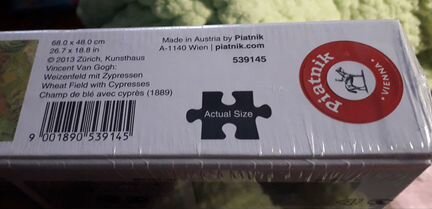 68.0 x 48.0 cm
26.7 x 18.8 in
© 2013 Zürich, Kunsthaus
Vincent Van Gogh:
Weizenfeld mit Zypressen
Wheat Field with Cypresses
Champ de blé avec cyprès (1889)
9 001890 539145
Made in Austria by Piatnik
A-1140 Wien | piatnik.com
539145
Actual Size
Piatnik
• VIENNA •